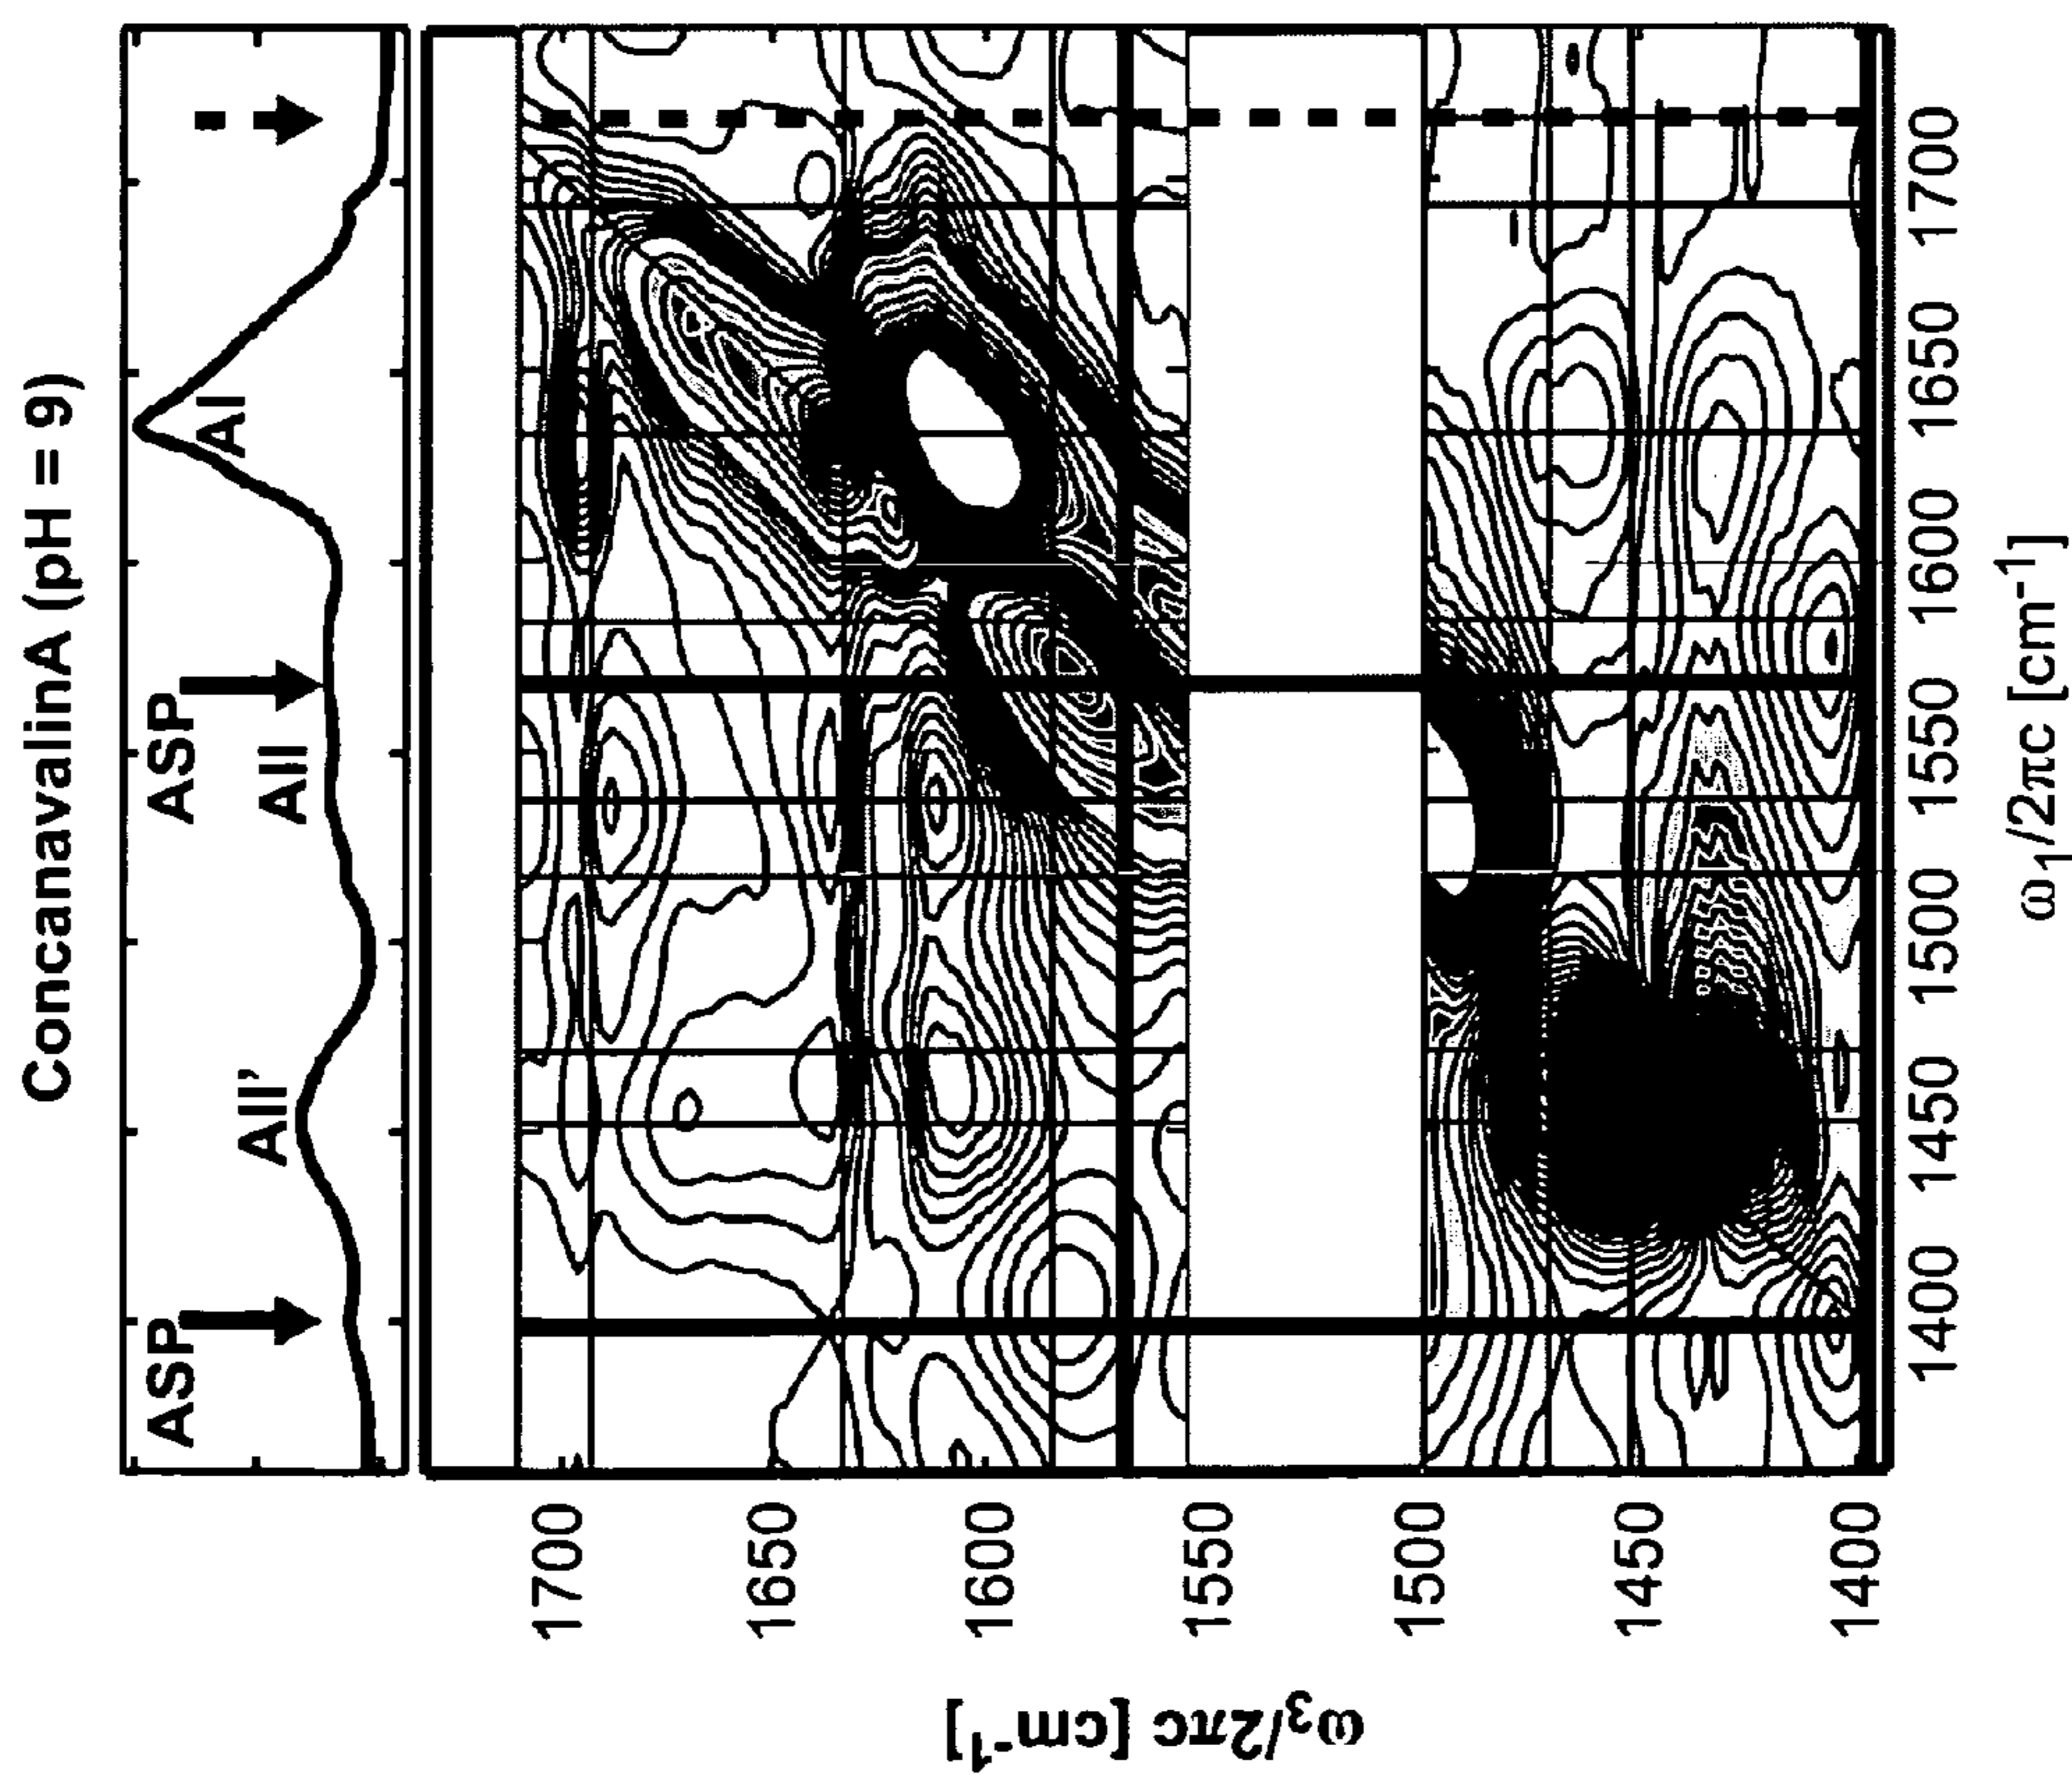 ConcanavalinA (pH = 9)
ASP
AII'
ASP
AII
AI
1700
1650
1600
1550
1500
1450
1400
ω₃/2πc [cm⁻¹]
1400
1450
1500
1550
1600
1650
1700
ω₁/2πc [cm⁻¹]